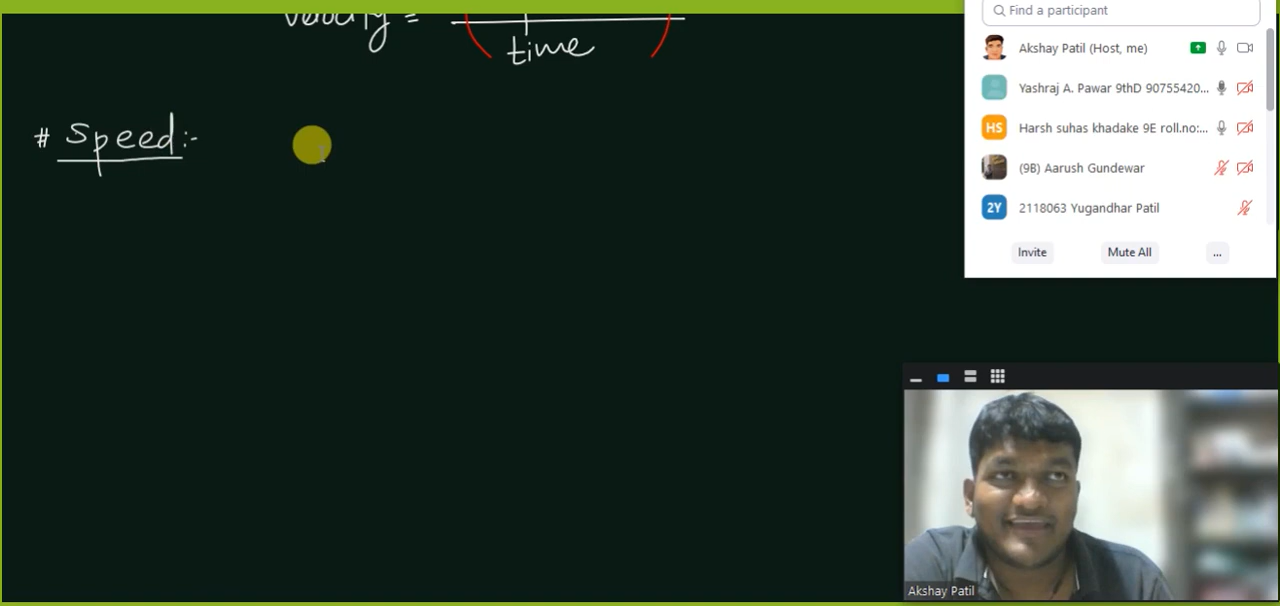 velocity =
time
# Speed:-
Find a participant
Akshay Patil (Host, me)
Yashraj A. Pawar 9thD 90755420...
HS
Harsh suhas khadake 9E roll.no:...
(9B) Aarush Gundewar
2Y
2118063 Yugandhar Patil
Invite
Mute All
...
Akshay Patil